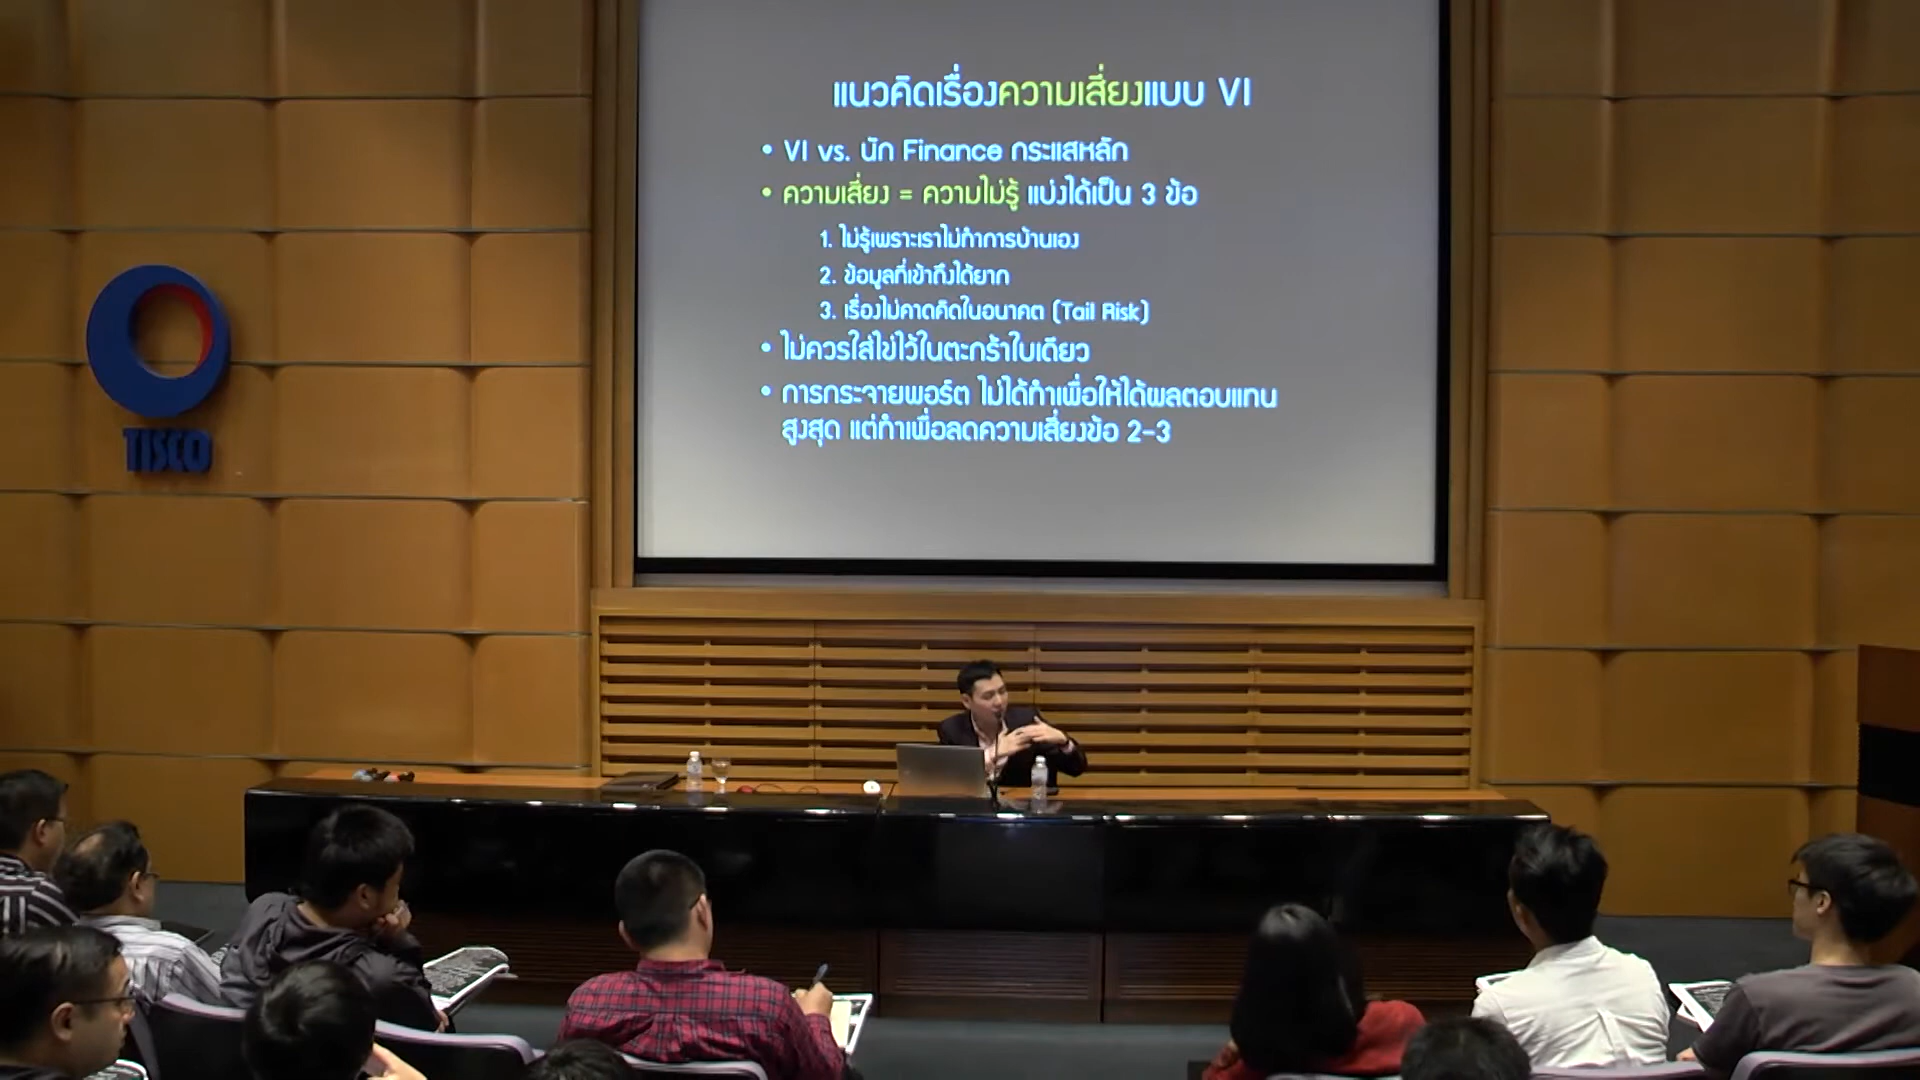 แนวคิดเรื่องความเสี่ยงแบบ VI
• VI vs. นัก Finance กระแสหลัก
• ความเสี่ยง = ความไม่รู้ แบ่งได้เป็น 3 ข้อ
1. ไม่รู้เพราะเราไม่ทำการบ้านเอง
2. ข้อมูลที่เข้าถึงได้ยาก
3. เรื่องไม่คาดคิดในอนาคต (Tail Risk)
• ไม่ควรใส่ไข่ไว้ในตะกร้าใบเดียว
• การกระจายพอร์ต ไม่ได้ทำเพื่อให้ได้ผลตอบแทน
สูงสุด แต่ทำเพื่อลดความเสี่ยงข้อ 2-3
TISCO